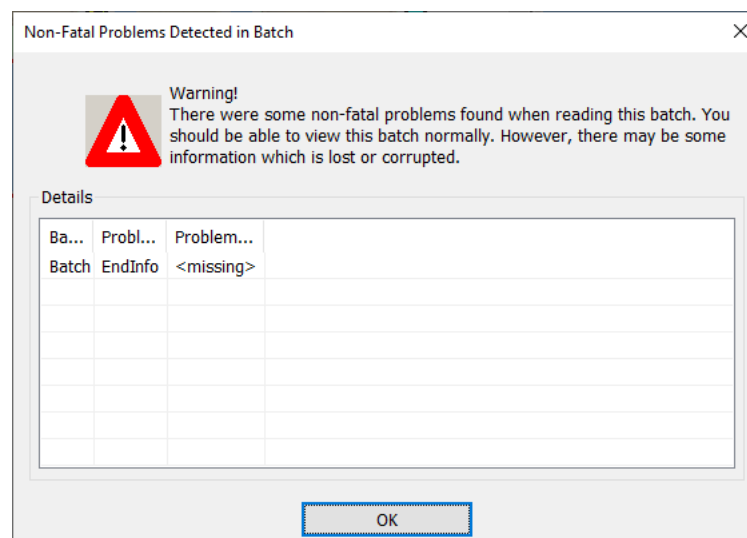 Non-Fatal Problems Detected in Batch
Warning!
There were some non-fatal problems found when reading this batch. You
should be able to view this batch normally. However, there may be some
information which is lost or corrupted.
Details
Ba... Probl... Problem...
Batch EndInfo <missing>
OK